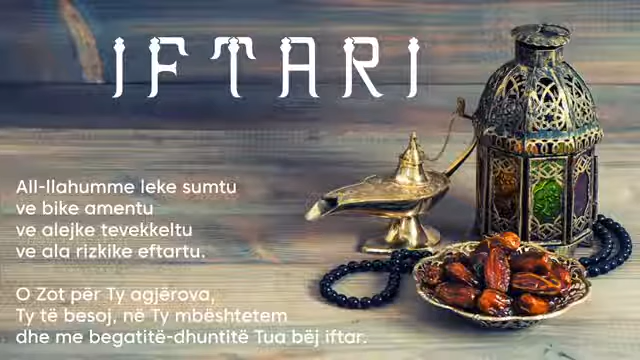 IFTARI
All-llahumme leke sumtu
ve bike amentu
ve alejke tevekkeltu
ve ala rizkike eftartu.
O Zot për Ty agjërova,
Ty të besoj, në Ty mbështetem
dhe me begatitë-dhuntitë Tua bëj iftar.